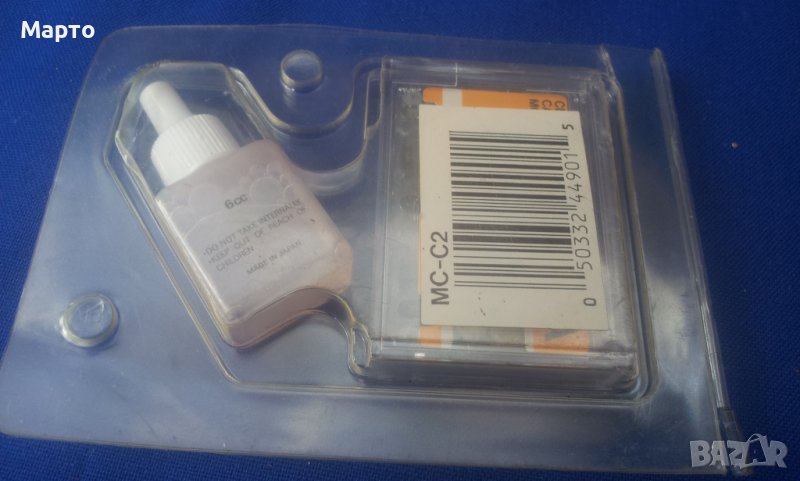 Марто
6cc
·DO NOT TAKE INTERNALLY
·KEEP OUT OF REACH OF
CHILDREN
MADE IN JAPAN
MC-C2
0 50332 44901 5
BAZAR